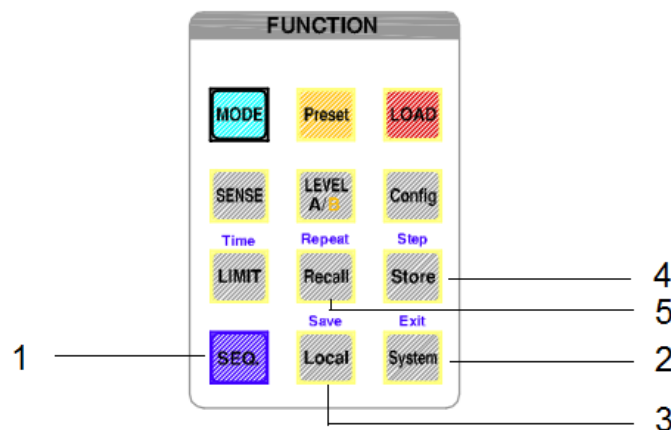 FUNCTION
MODE Preset LOAD
SENSE LEVEL A/B Config
Time Repeat Step
LIMIT Recall Store
4
5
Save Exit
1 SEQ. Local System 2
3